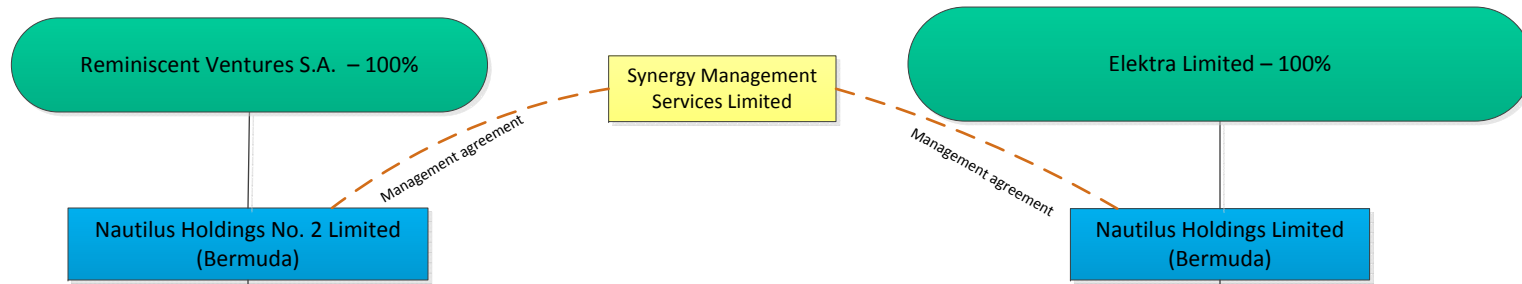 Reminiscent Ventures S.A. – 100%
Synergy Management
Services Limited
Elektra Limited – 100%
Management agreement
Management agreement
Nautilus Holdings No. 2 Limited
(Bermuda)
Nautilus Holdings Limited
(Bermuda)